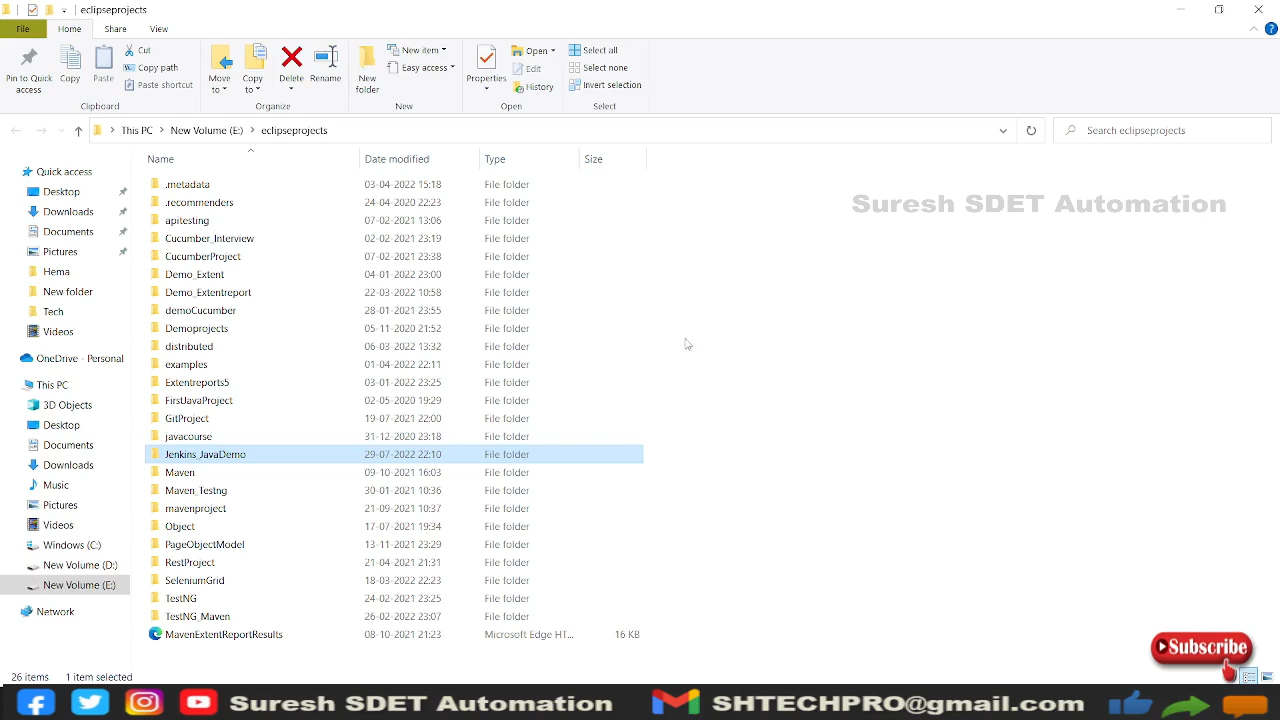 eclipseprojects
File Home Share View
Pin to Quick access
Copy
Paste
Cut
Copy path
Paste shortcut
Clipboard
Move to
Copy to
Delete
Rename
Organize
New folder
New item
Easy access
New
Properties
Open
Edit
History
Open
Select all
Select none
Invert selection
Select
This PC > New Volume (E:) > eclipseprojects
Search eclipseprojects
Name Date modified Type Size
Quick access
Desktop
Downloads
Documents
Pictures
Hema
New folder
Tech
Videos
OneDrive - Personal
This PC
3D Objects
Desktop
Documents
Downloads
Music
Pictures
Videos
Windows (C:)
New Volume (D:)
New Volume (E:)
Network
.metadata 03-04-2022 15:18 File folder
.recommenders 24-04-2020 22:23 File folder
apitesting 07-02-2021 13:06 File folder
Cucumber_Interview 02-02-2021 23:19 File folder
CucumberProject 07-02-2021 23:38 File folder
Demo_Extent 04-01-2022 23:00 File folder
Demo_Extentreport 22-03-2022 10:58 File folder
demoCucumber 28-01-2021 23:55 File folder
Demoprojects 05-11-2020 21:52 File folder
distributed 06-03-2022 13:32 File folder
examples 01-04-2022 22:11 File folder
Extentreports5 03-01-2022 23:25 File folder
FirstJavaProject 02-05-2020 19:29 File folder
GitProject 19-07-2021 22:00 File folder
javacourse 31-12-2020 23:18 File folder
Jenkins_JavaDemo 29-07-2022 22:10 File folder
Maven 09-10-2021 16:03 File folder
Maven_Testng 30-01-2021 10:36 File folder
mavenproject 21-09-2021 10:37 File folder
Object 17-07-2021 19:34 File folder
PageObjectModel 13-11-2021 23:29 File folder
RestProject 21-04-2021 21:31 File folder
SeleniumGrid 18-03-2022 22:23 File folder
TestNG 24-02-2021 23:25 File folder
TestNG_Maven 26-02-2022 23:07 File folder
MavenExtentReportResults 08-10-2021 21:23 Microsoft Edge HT... 16 KB
Suresh SDET Automation
Subscribe
26 items 1 item selected
Suresh SDET Automation SHTECHPRO@gmail.com